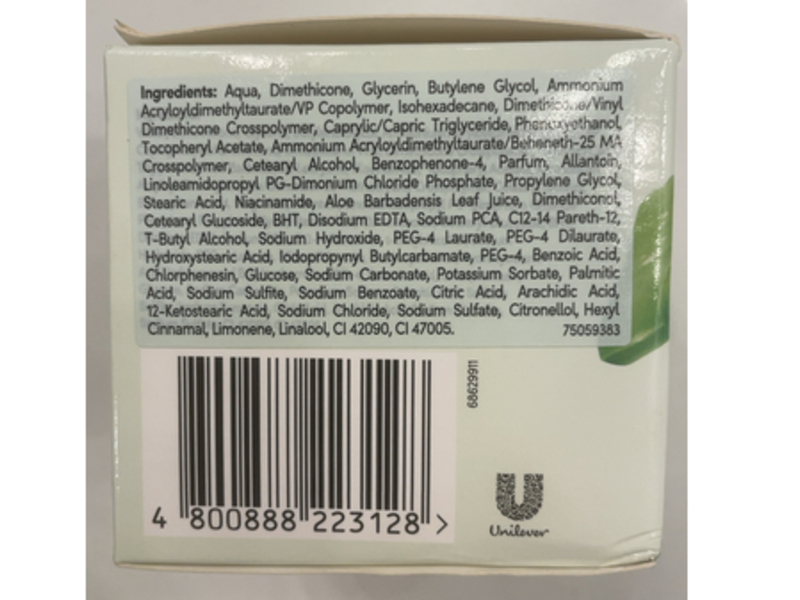 Ingredients: Aqua, Dimethicone, Glycerin, Butylene Glycol, Ammonium
Acryloyldimethyltaurate/VP Copolymer, Isohexadecane, Dimethicone/Vinyl
Dimethicone Crosspolymer, Caprylic/Capric Triglyceride, Phenoxyethanol,
Tocopheryl Acetate, Ammonium Acryloyldimethyltaurate/Beheneth-25 MA
Crosspolymer, Cetearyl Alcohol, Benzophenone-4, Parfum, Allantoin,
Linoleamidopropyl PG-Dimonium Chloride Phosphate, Propylene Glycol,
Stearic Acid, Niacinamide, Aloe Barbadensis Leaf Juice, Dimethiconol,
Cetearyl Glucoside, BHT, Disodium EDTA, Sodium PCA, C12-14 Pareth-12,
T-Butyl Alcohol, Sodium Hydroxide, PEG-4 Laurate, PEG-4 Dilaurate,
Hydroxystearic Acid, Iodopropynyl Butylcarbamate, PEG-4, Benzoic Acid,
Chlorphenesin, Glucose, Sodium Carbonate, Potassium Sorbate, Palmitic
Acid, Sodium Sulfite, Sodium Benzoate, Citric Acid, Arachidic Acid,
12-Ketostearic Acid, Sodium Chloride, Sodium Sulfate, Citronellol, Hexyl
Cinnamal, Limonene, Linalool, CI 42090, CI 47005. 75059383
68629911
4 800888 223128 >
Unilever